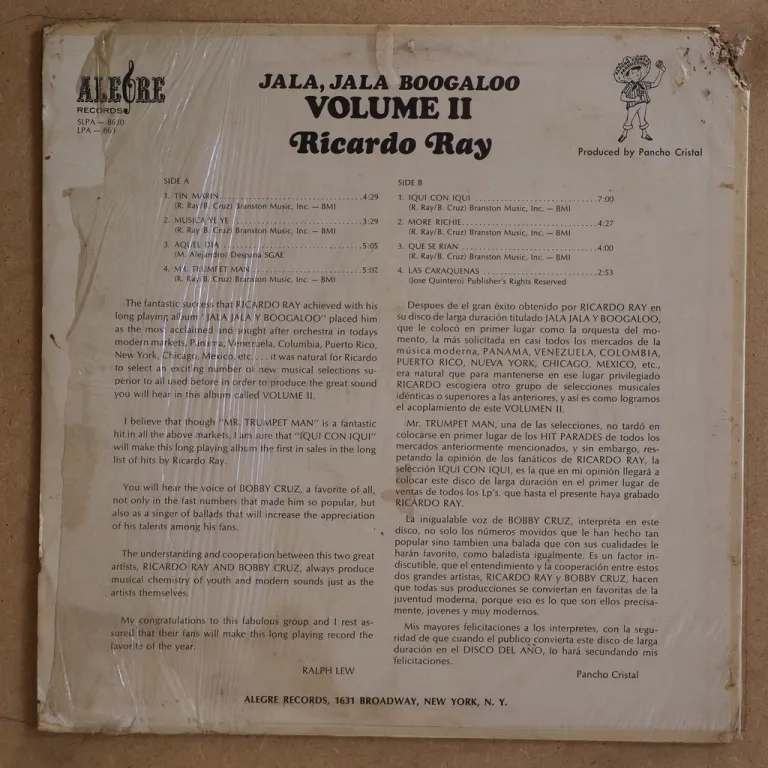 ALEGRE
RECORDS
SLPA — 8630
LPA — 863
JALA, JALA BOOGALOO
VOLUME II
Ricardo Ray
Produced by Pancho Cristal
SIDE A
1. TIN MARIN 4:29
(R. Ray/B. Cruz) Branston Music, Inc. — BMI
2. MUSICA YE YE 3:29
(R. Ray/B. Cruz) Branston Music, Inc. — BMI
3. AQUEL DIA 5:05
(M. Alejandro) Despana SGAE
4. MR. TRUMPET MAN 5:02
(R. Ray/B. Cruz) Branston Music, Inc. — BMI
SIDE B
1. IQUI CON IQUI 7:00
(R. Ray/B. Cruz) Branston Music, Inc. — BMI
2. MORE RICHIE 4:27
(R. Ray/B. Cruz) Branston Music, Inc. — BMI
3. QUE SE RIAN 4:00
(R. Ray/B. Cruz) Branston Music, Inc. — BMI
4. LAS CARAQUENAS 2:53
(Jose Quintero) Publisher's Rights Reserved
The fantastic success that RICARDO RAY achieved with his
long playing album "JALA JALA Y BOOGALOO" placed him
as the most acclaimed and sought after orchestra in todays
modern markets, Panama, Venezuela, Columbia, Puerto Rico,
New York, Chicago, Mexico, etc.... it was natural for Ricardo
to select an exciting number of new musical selections su-
perior to all used before in order to produce the great sound
you will hear in this album called VOLUME II.
I believe that though "MR. TRUMPET MAN" is a fantastic
hit in all the above markets, I am sure that "IQUI CON IQUI"
will make this long playing album the first in sales in the long
list of hits by Ricardo Ray.
You will hear the voice of BOBBY CRUZ, a favorite of all,
not only in the fast numbers that made him so popular, but
also as a singer of ballads that will increase the appreciation
of his talents among his fans.
The understanding and cooperation between this two great
artists, RICARDO RAY AND BOBBY CRUZ, always produce
musical chemistry of youth and modern sounds just as the
artists themselves.
My congratulations to this fabulous group and I rest as-
sured that their fans will make this long playing record the
favorite of the year.
RALPH LEW
Despues de el gran éxito obtenido por RICARDO RAY en
su disco de larga duración titulado JALA JALA Y BOOGALOO,
que le colocó en primer lugar como la orquesta del mo-
mento, la más solicitada en casi todos los mercados de la
música moderna, PANAMA, VENEZUELA, COLOMBIA,
PUERTO RICO, NUEVA YORK, CHICAGO, MEXICO, etc.,
era natural que para mantenerse en ese lugar privilegiado
RICARDO escogiera otro grupo de selecciones musicales
idénticas o superiores a las anteriores, y así es como logramos
el acoplamiento de este VOLUMEN II.
Mr. TRUMPET MAN, una de las selecciones, no tardó en
colocarse en primer lugar de los HIT PARADES de todos los
mercados anteriormente mencionados, y sin embargo, res-
petando la opinión de los fanáticos de RICARDO RAY, la
selección IQUI CON IQUI, es la que en mi opinión llegará a
colocar este disco de larga duración en el primer lugar de
ventas de todos los Lp's. que hasta el presente haya grabado
RICARDO RAY.
La inigualable voz de BOBBY CRUZ, interpréta en este
disco, no solo los números movidos que le han hecho tan
popular sino tambien una balada que con sus cualidades le
harán favorito, como baladista igualmente. Es un factor in-
discutible, que el entendimiento y la cooperación entre estos
dos grandes artistas, RICARDO RAY y BOBBY CRUZ, hacen
que todas sus producciones se conviertan en favoritas de la
juventud moderna, porque eso es lo que son ellos precisa-
mente, jovenes y muy modernos.
Mis mayores felicitaciones a los interpretes, con la segu-
ridad de que cuando el publico convierta este disco de larga
duración en el DISCO DEL AÑO, lo hará secundando mis
felicitaciones.
Pancho Cristal
ALEGRE RECORDS, 1631 BROADWAY, NEW YORK, N. Y.